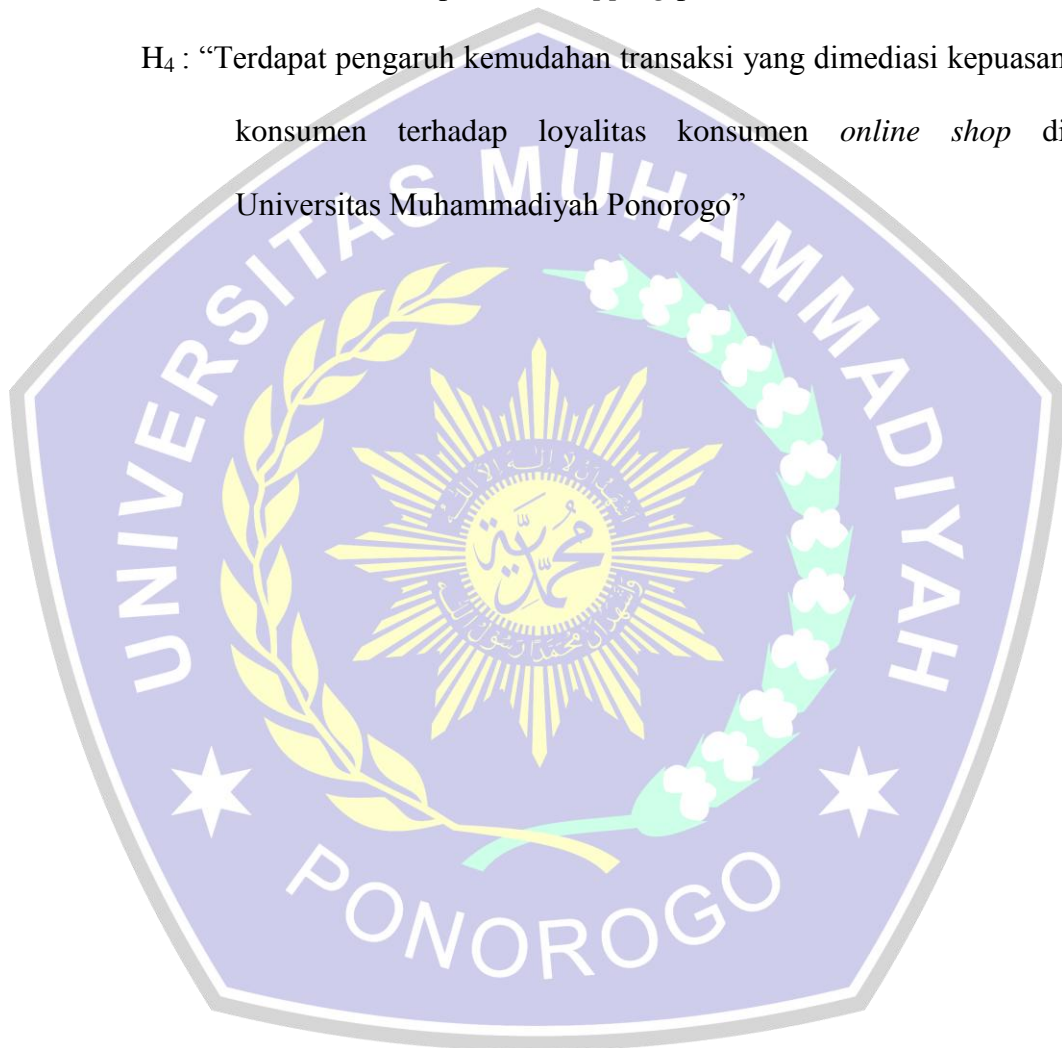 H₄ : “Terdapat pengaruh kemudahan transaksi yang dimediasi kepuasan
konsumen terhadap loyalitas konsumen online shop di
Universitas Muhammadiyah Ponorogo”
UNIVERSITAS MUHAMMADIYAH
محمدية
PONOROGO